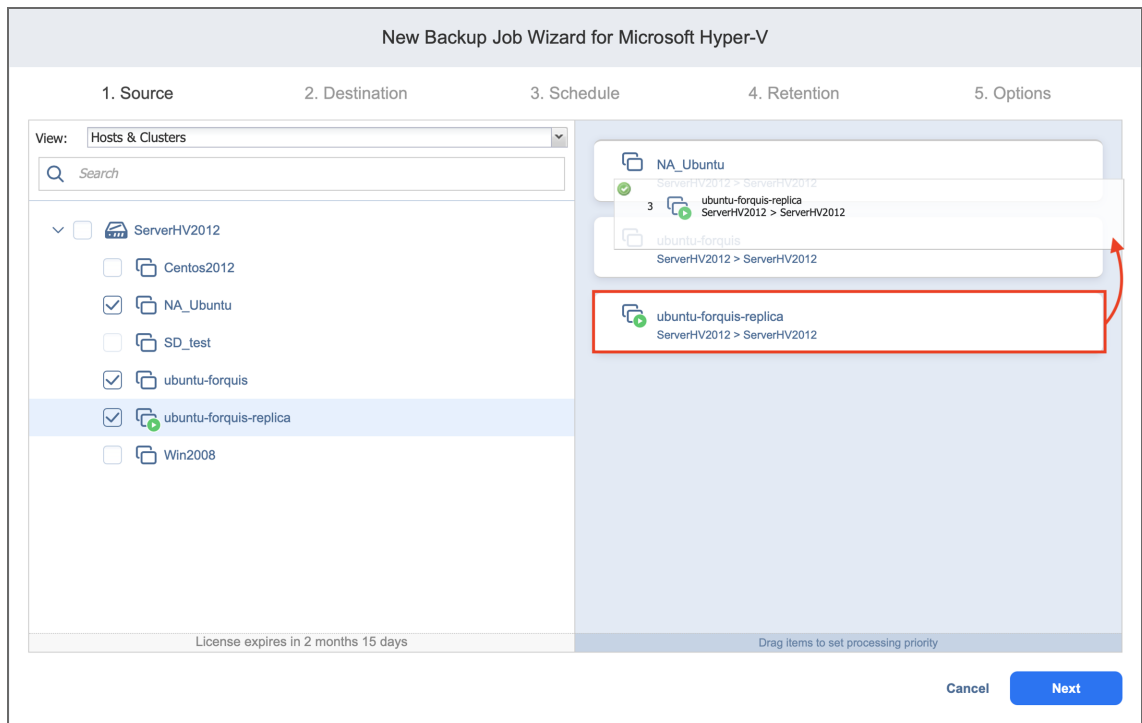 New Backup Job Wizard for Microsoft Hyper-V
1. Source 2. Destination 3. Schedule 4. Retention 5. Options
View: Hosts & Clusters
Search
ServerHV2012
Centos2012
NA_Ubuntu
SD_test
ubuntu-forquis
ubuntu-forquis-replica
Win2008
License expires in 2 months 15 days
NA_Ubuntu
ServerHV2012 > ServerHV2012
3 ubuntu-forquis-replica
ServerHV2012 > ServerHV2012
ubuntu-forquis
ServerHV2012 > ServerHV2012
ubuntu-forquis-replica
ServerHV2012 > ServerHV2012
Drag items to set processing priority
Cancel Next